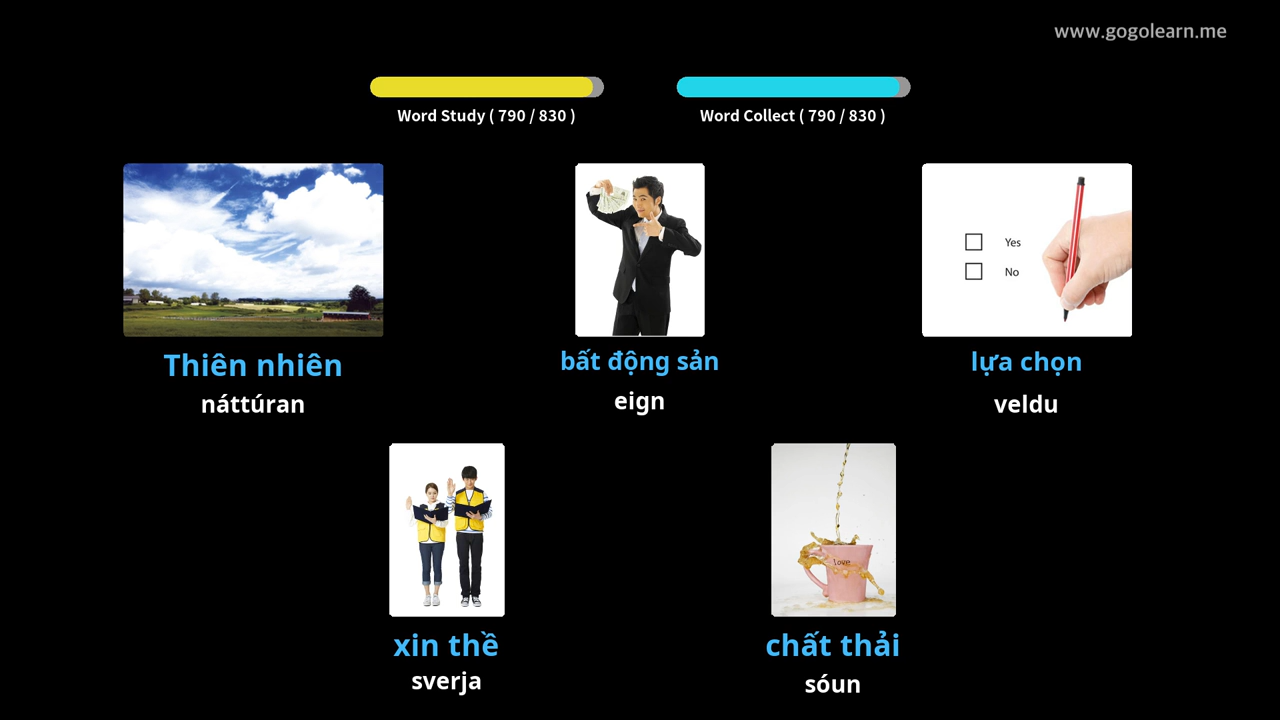 www.gogolearn.me
Word Study ( 790 / 830 )
Word Collect ( 790 / 830 )
Yes
No
Thiên nhiên
náttúran
bất động sản
eign
lựa chọn
veldu
love
xin thề
sverja
chất thải
sóun